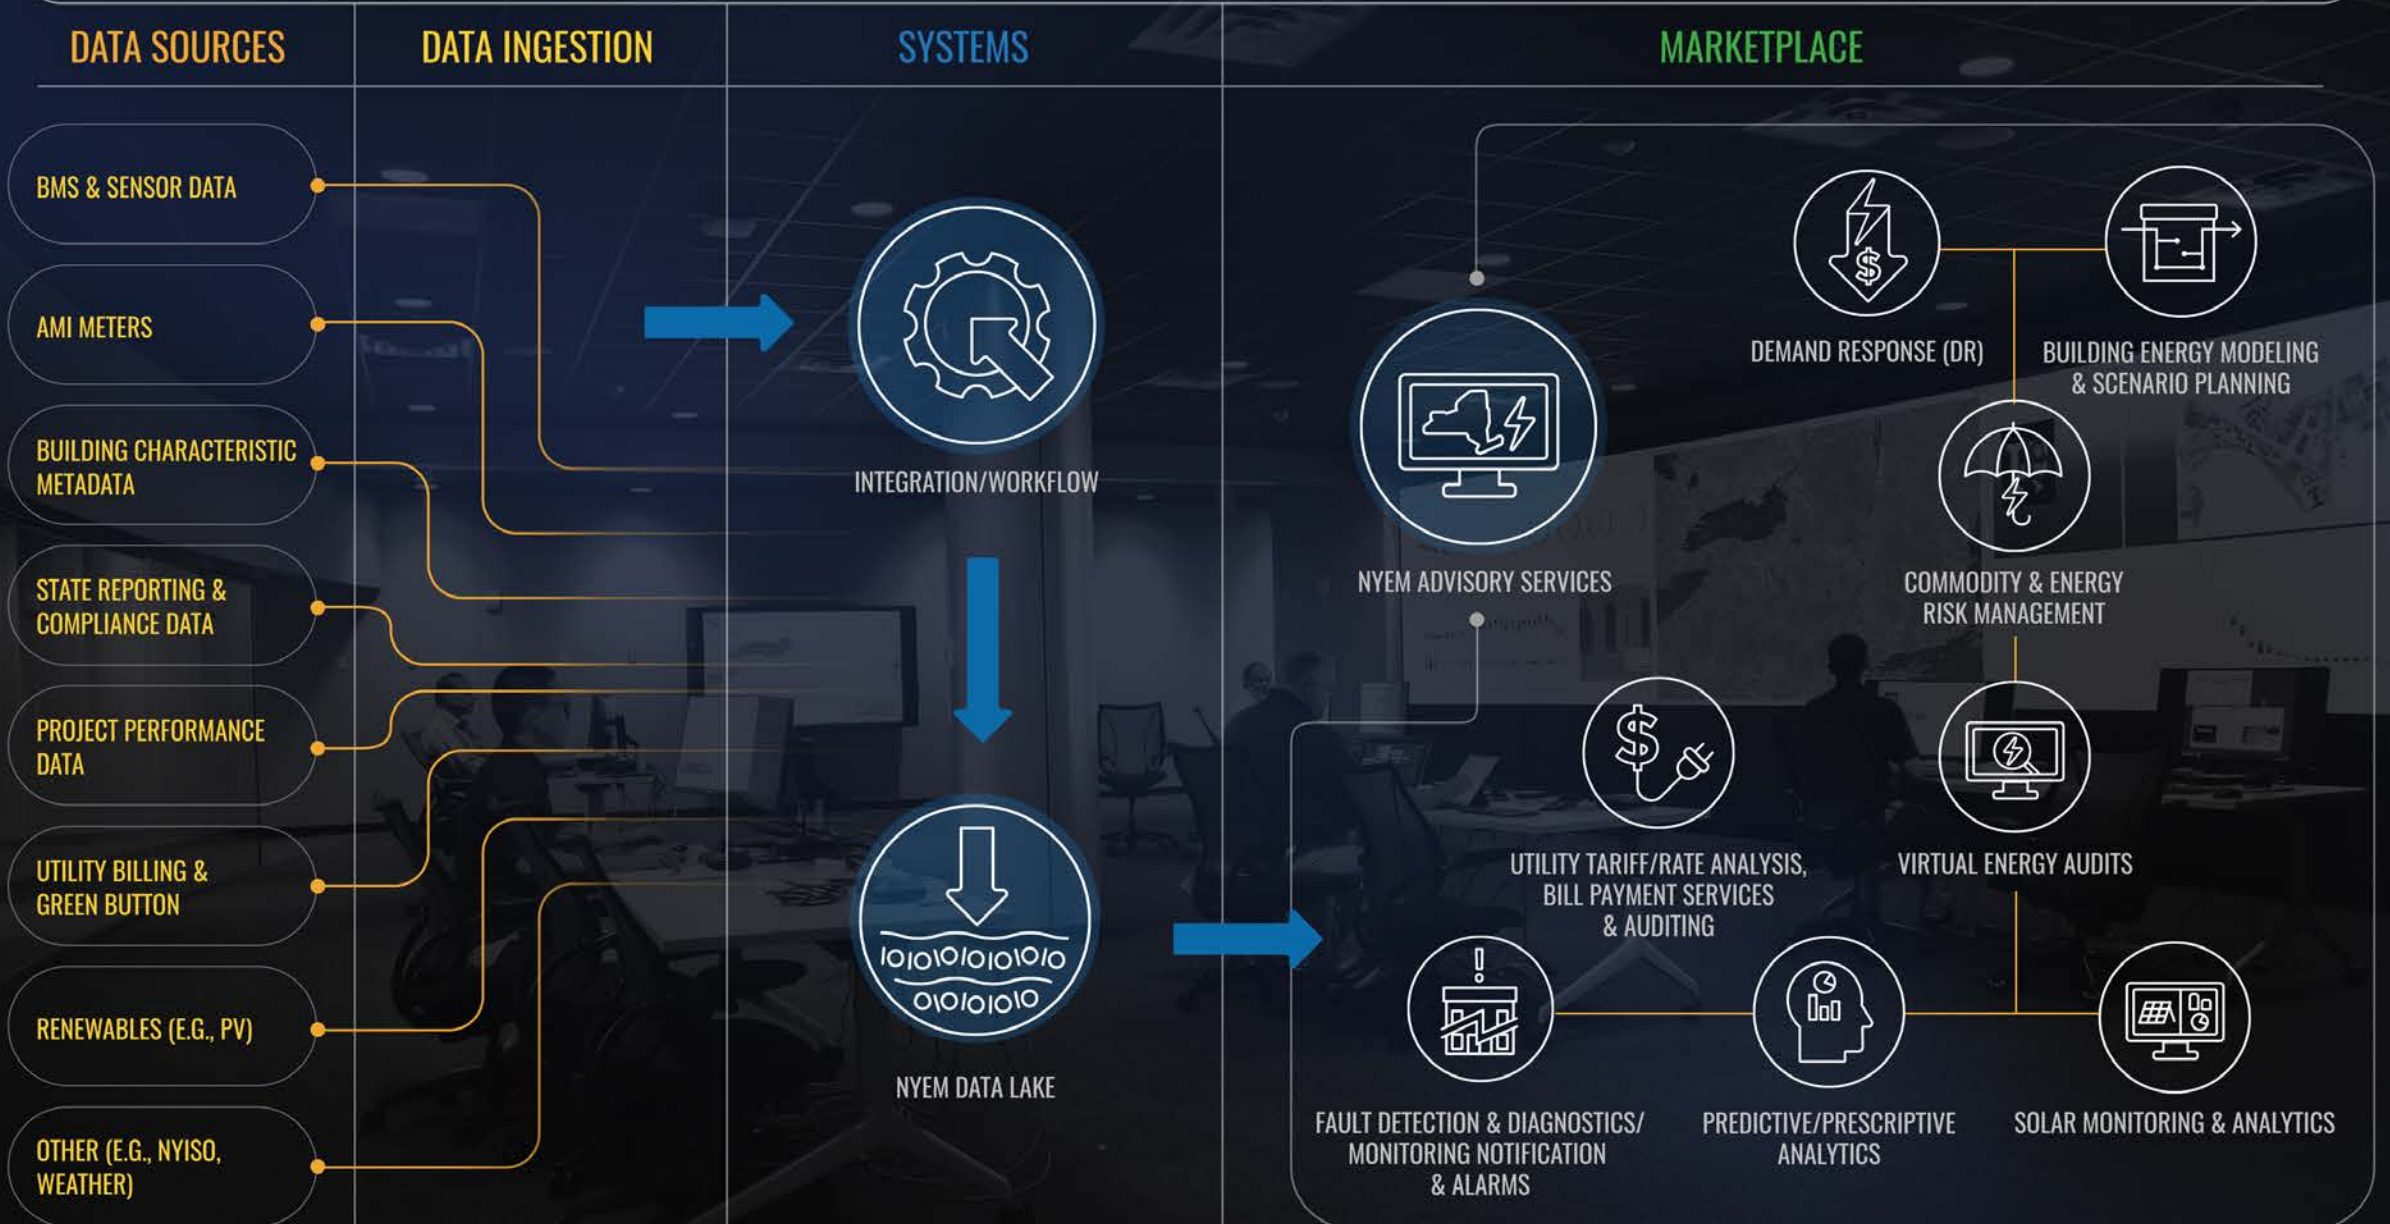 DATA SOURCES
DATA INGESTION
SYSTEMS
MARKETPLACE
BMS & SENSOR DATA
AMI METERS
BUILDING CHARACTERISTIC
METADATA
STATE REPORTING &
COMPLIANCE DATA
PROJECT PERFORMANCE
DATA
UTILITY BILLING &
GREEN BUTTON
RENEWABLES (E.G., PV)
OTHER (E.G., NYISO,
WEATHER)
INTEGRATION/WORKFLOW
1010101010101010
010101010
NYEM DATA LAKE
NYEM ADVISORY SERVICES
$
DEMAND RESPONSE (DR)
BUILDING ENERGY MODELING
& SCENARIO PLANNING
COMMODITY & ENERGY
RISK MANAGEMENT
$
UTILITY TARIFF/RATE ANALYSIS,
BILL PAYMENT SERVICES
& AUDITING
VIRTUAL ENERGY AUDITS
!
FAULT DETECTION & DIAGNOSTICS/
MONITORING NOTIFICATION
& ALARMS
PREDICTIVE/PRESCRIPTIVE
ANALYTICS
SOLAR MONITORING & ANALYTICS